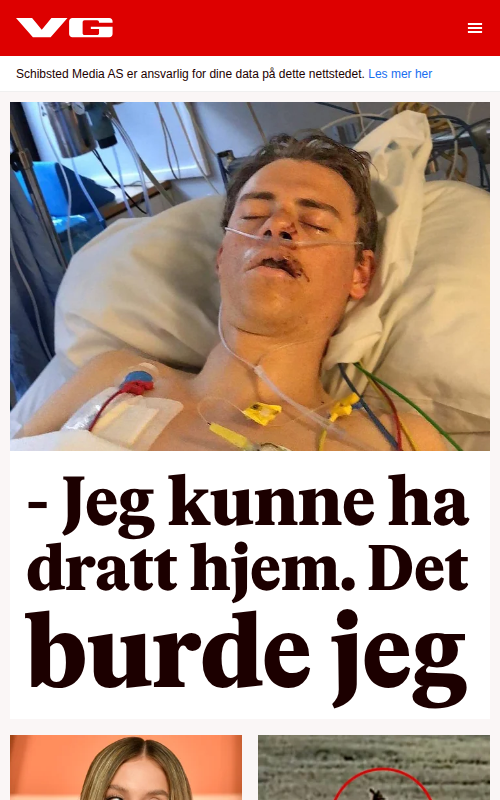 VG
Schibsted Media AS er ansvarlig for dine data på dette nettstedet. Les mer her
- Jeg kunne ha
dratt hjem. Det
burde jeg